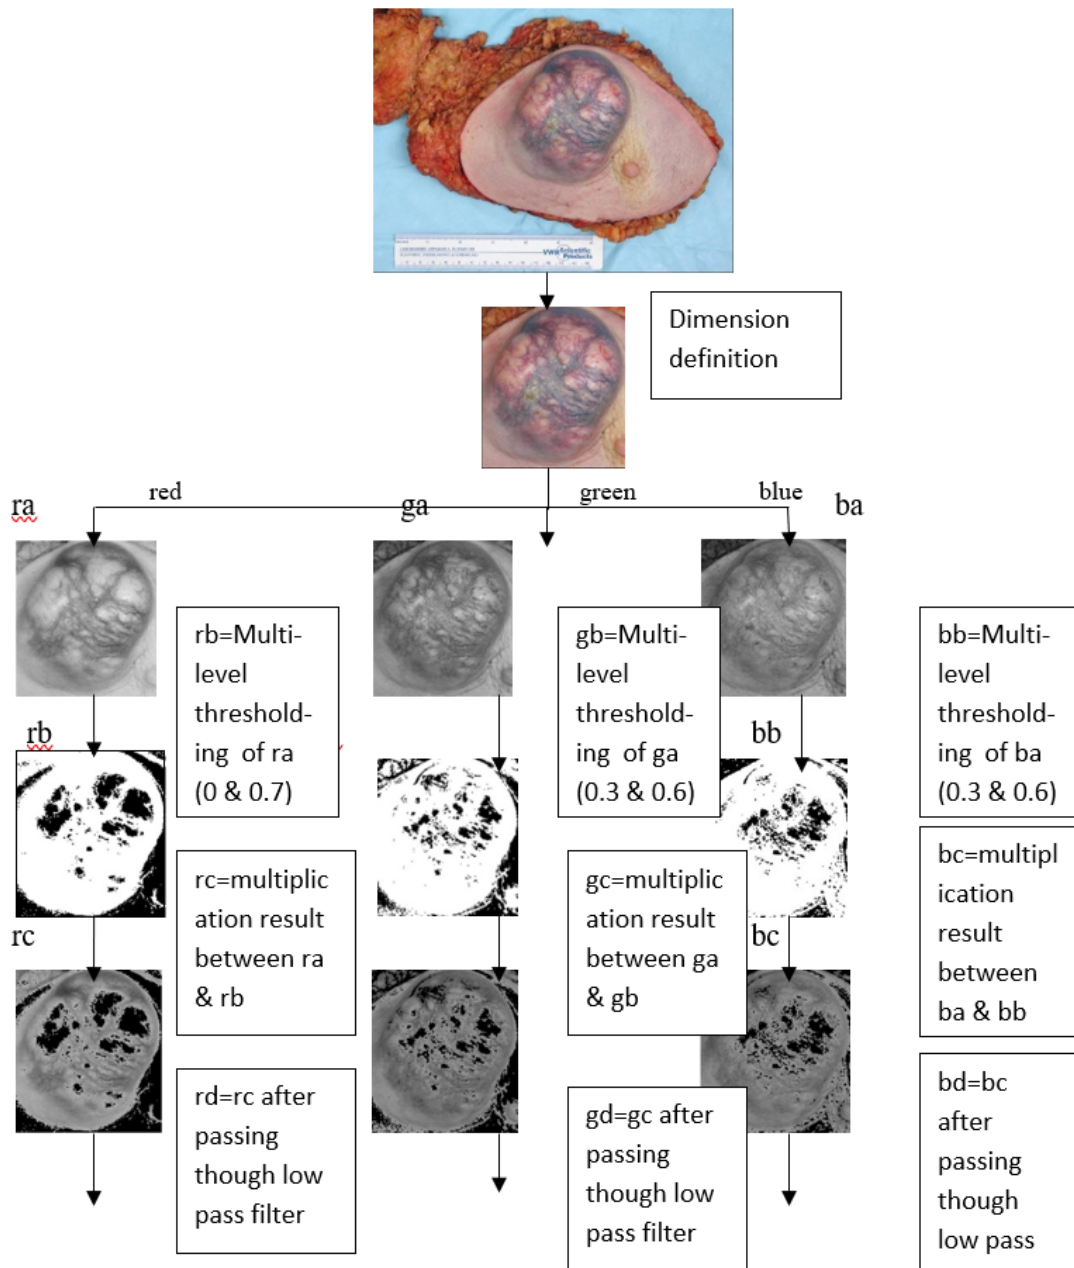 VWR Scientific
Products
Dimension
definition
red
green
blue
ra
ga
ba
rb=Multi-
level
threshold-
ing of ra
(0 & 0.7)
gb=Multi-
level
threshold-
ing of ga
(0.3 & 0.6)
bb=Multi-
level
threshold-
ing of ba
(0.3 & 0.6)
rb
bb
rc=multiplic
ation result
between ra
& rb
gc=multiplic
ation result
between ga
& gb
bc=multipl
ication
result
between
ba & bb
rc
bc
rd=rc after
passing
though low
pass filter
gd=gc after
passing
though low
pass filter
bd=bc
after
passing
though
low pass